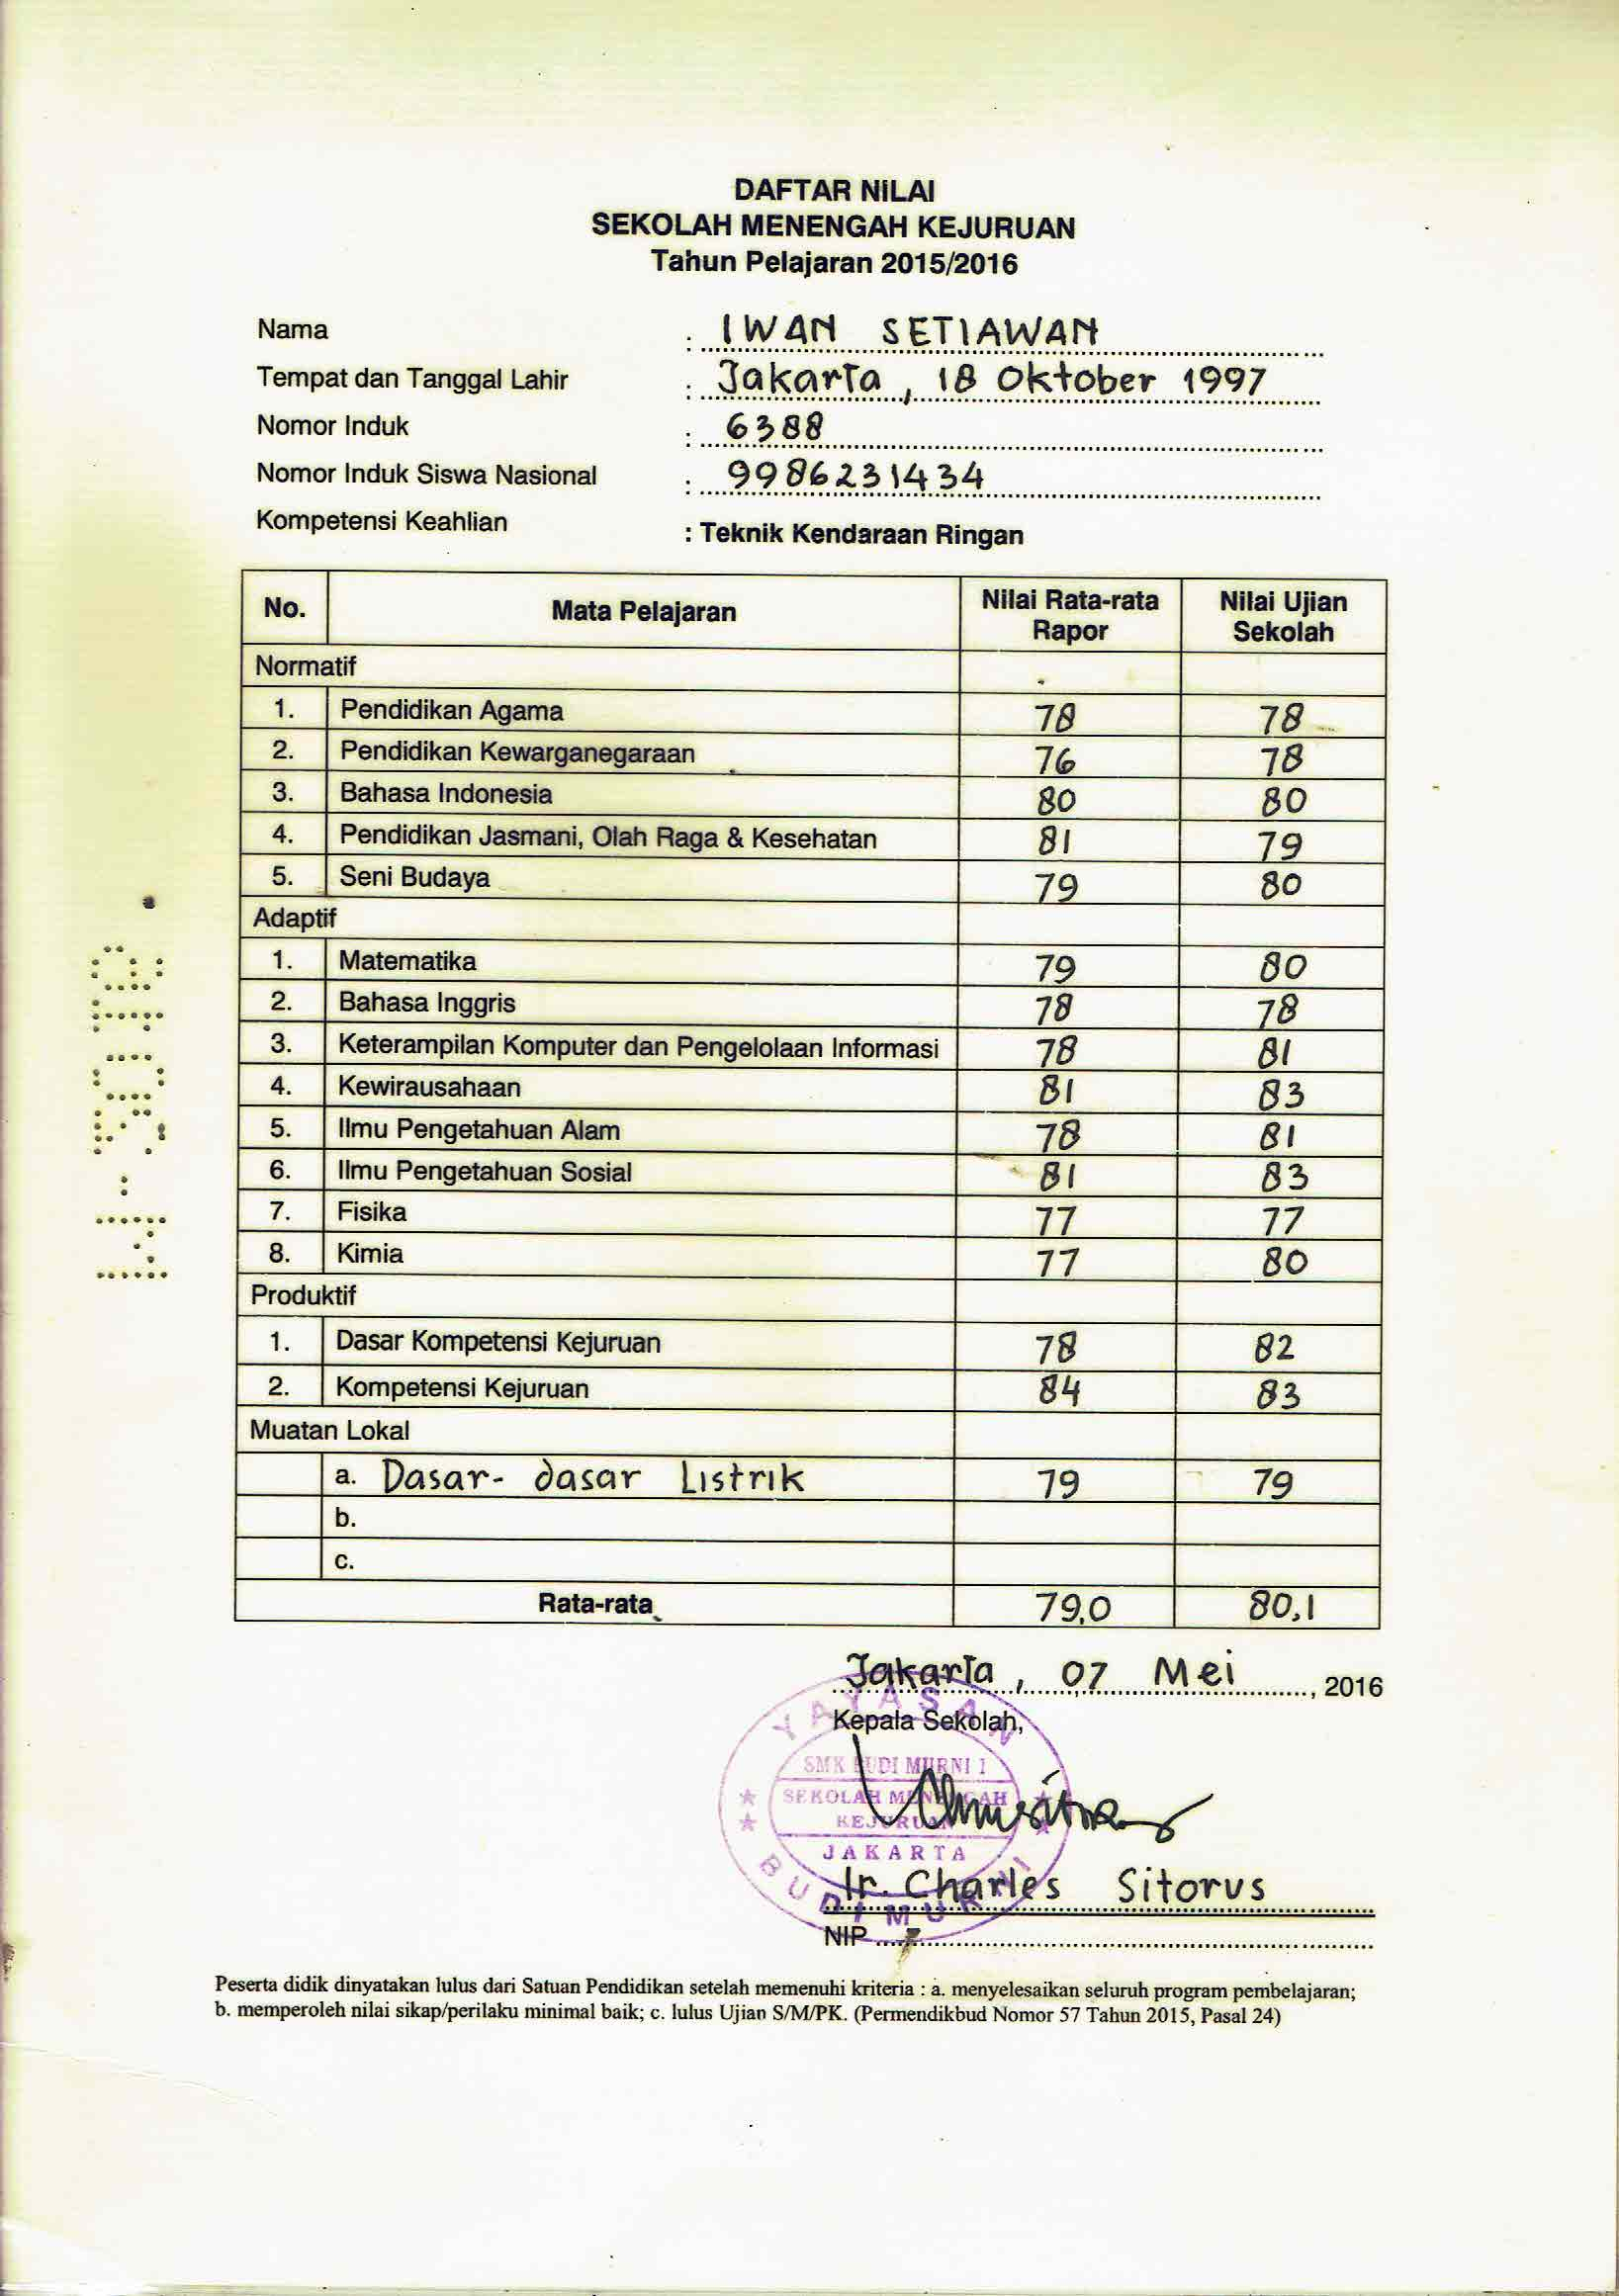 DAFTAR NILAI
SEKOLAH MENENGAH KEJURUAN
Tahun Pelajaran 2015/2016
Nama : IWAN SETIAWAN
Tempat dan Tanggal Lahir : Jakarta, 18 Oktober 1997
Nomor Induk : 6388
Nomor Induk Siswa Nasional : 9986231434
Kompetensi Keahlian : Teknik Kendaraan Ringan
No. Mata Pelajaran Nilai Rata-rata Rapor Nilai Ujian Sekolah
Normatif
1. Pendidikan Agama 78 78
2. Pendidikan Kewarganegaraan 76 78
3. Bahasa Indonesia 80 80
4. Pendidikan Jasmani, Olah Raga & Kesehatan 81 79
5. Seni Budaya 79 80
Adaptif
1. Matematika 79 80
2. Bahasa Inggris 78 78
3. Keterampilan Komputer dan Pengelolaan Informasi 78 81
4. Kewirausahaan 81 83
5. Ilmu Pengetahuan Alam 78 81
6. Ilmu Pengetahuan Sosial 81 83
7. Fisika 77 77
8. Kimia 77 80
Produktif
1. Dasar Kompetensi Kejuruan 78 82
2. Kompetensi Kejuruan 84 83
Muatan Lokal
a. Dasar-dasar Listrik 79 79
b.
c.
Rata-rata 79,0 80,1
Jakarta, 07 Mei, 2016
Kepala Sekolah,
YAYASAN
SMK BUDI MURNI 1
SEKOLAH MENENGAH
KEJURUAN
JAKARTA
BUDI MURNI
Ir. Charles Sitorus
NIP
Peserta didik dinyatakan lulus dari Satuan Pendidikan setelah memenuhi kriteria : a. menyelesaikan seluruh program pembelajaran;
b. memperoleh nilai sikap/perilaku minimal baik; c. lulus Ujian S/M/PK. (Permendikbud Nomor 57 Tahun 2015, Pasal 24)